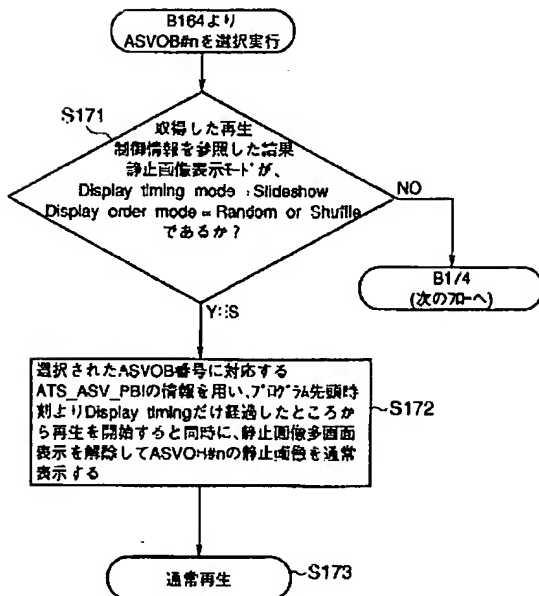 B164より
ASVOB#nを選択実行
S171
取得した再生
制御情報を参照した結果
静止画像表示モードが、
Display timing mode :Slideshow
Display order mode = Random or Shuffle
であるか?
NO
B1/4
(次のフローへ)
YES
選択されたASVOB番号に対応する
ATS_ASV_PBIの情報を用い、プログラム先頭時
刻よりDisplay timingだけ経過したところか
ら再生を開始すると同時に、静止画像多画面
表示を解除してASVOB#nの静止画像を通常
表示する
S172
通常再生
S173